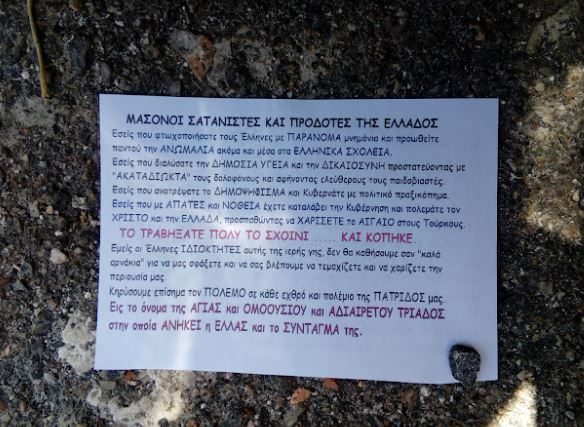 ΜΑΣΟΝΟΙ ΣΑΤΑΝΙΣΤΕΣ ΚΑΙ ΠΡΟΔΟΤΕΣ ΤΗΣ ΕΛΛΑΔΟΣ
Εσείς που φτωχοποιήσατε τους Έλληνες με ΠΑΡΑΝΟΜΑ μνημόνια και προωθείτε
παντού την ΑΝΩΜΑΛΙΑ ακόμα και μέσα στα ΕΛΛΗΝΙΚΑ ΣΧΟΛΕΙΑ.
Εσείς που διαλύσατε την ΔΗΜΟΣΙΑ ΥΓΕΙΑ και την ΔΙΚΑΙΟΣΥΝΗ προστατεύοντας με
"ΑΚΑΤΑΔΙΩΚΤΑ" τους δολοφόνους και αφήνοντας ελεύθερους τους παιδοβιαστές.
Εσείς που ανατρέψατε το ΔΗΜΟΨΗΦΙΣΜΑ και Κυβερνάτε με πολιτικό πραξικόπημα.
Εσείς που με ΑΠΑΤΕΣ και ΝΟΘΕΙΑ έχετε καταλάβει την Κυβέρνηση και πολεμάτε τον
ΧΡΙΣΤΟ και την ΕΛΛΑΔΑ, προσπαθώντας να ΧΑΡΙΣΕΤΕ το ΑΙΓΑΙΟ στους Τούρκους.
ΤΟ ΤΡΑΒΗΞΑΤΕ ΠΟΛΥ ΤΟ ΣΧΟΙΝΙ ..... ΚΑΙ ΚΟΠΗΚΕ.
Εμείς οι Έλληνες ΙΔΙΟΚΤΗΤΕΣ αυτής της ιερής γης, δεν θα καθήσουμε σαν "καλά
αρνάκια" για να μας σφάξετε και να σας βλέπουμε να τεμαχίζετε και να χαρίζετε την
περιουσία μας.
Κηρύσουμε επίσημα τον ΠΟΛΕΜΟ σε κάθε εχθρό και πολέμιο της ΠΑΤΡΙΔΟΣ μας.
Εις το όνομα της ΑΓΙΑΣ και ΟΜΟΟΥΣΙΟΥ και ΑΔΙΑΙΡΕΤΟΥ ΤΡΙΑΔΟΣ
στην οποία ΑΝΗΚΕΙ η ΕΛΛΑΣ και το ΣΥΝΤΑΓΜΑ της.